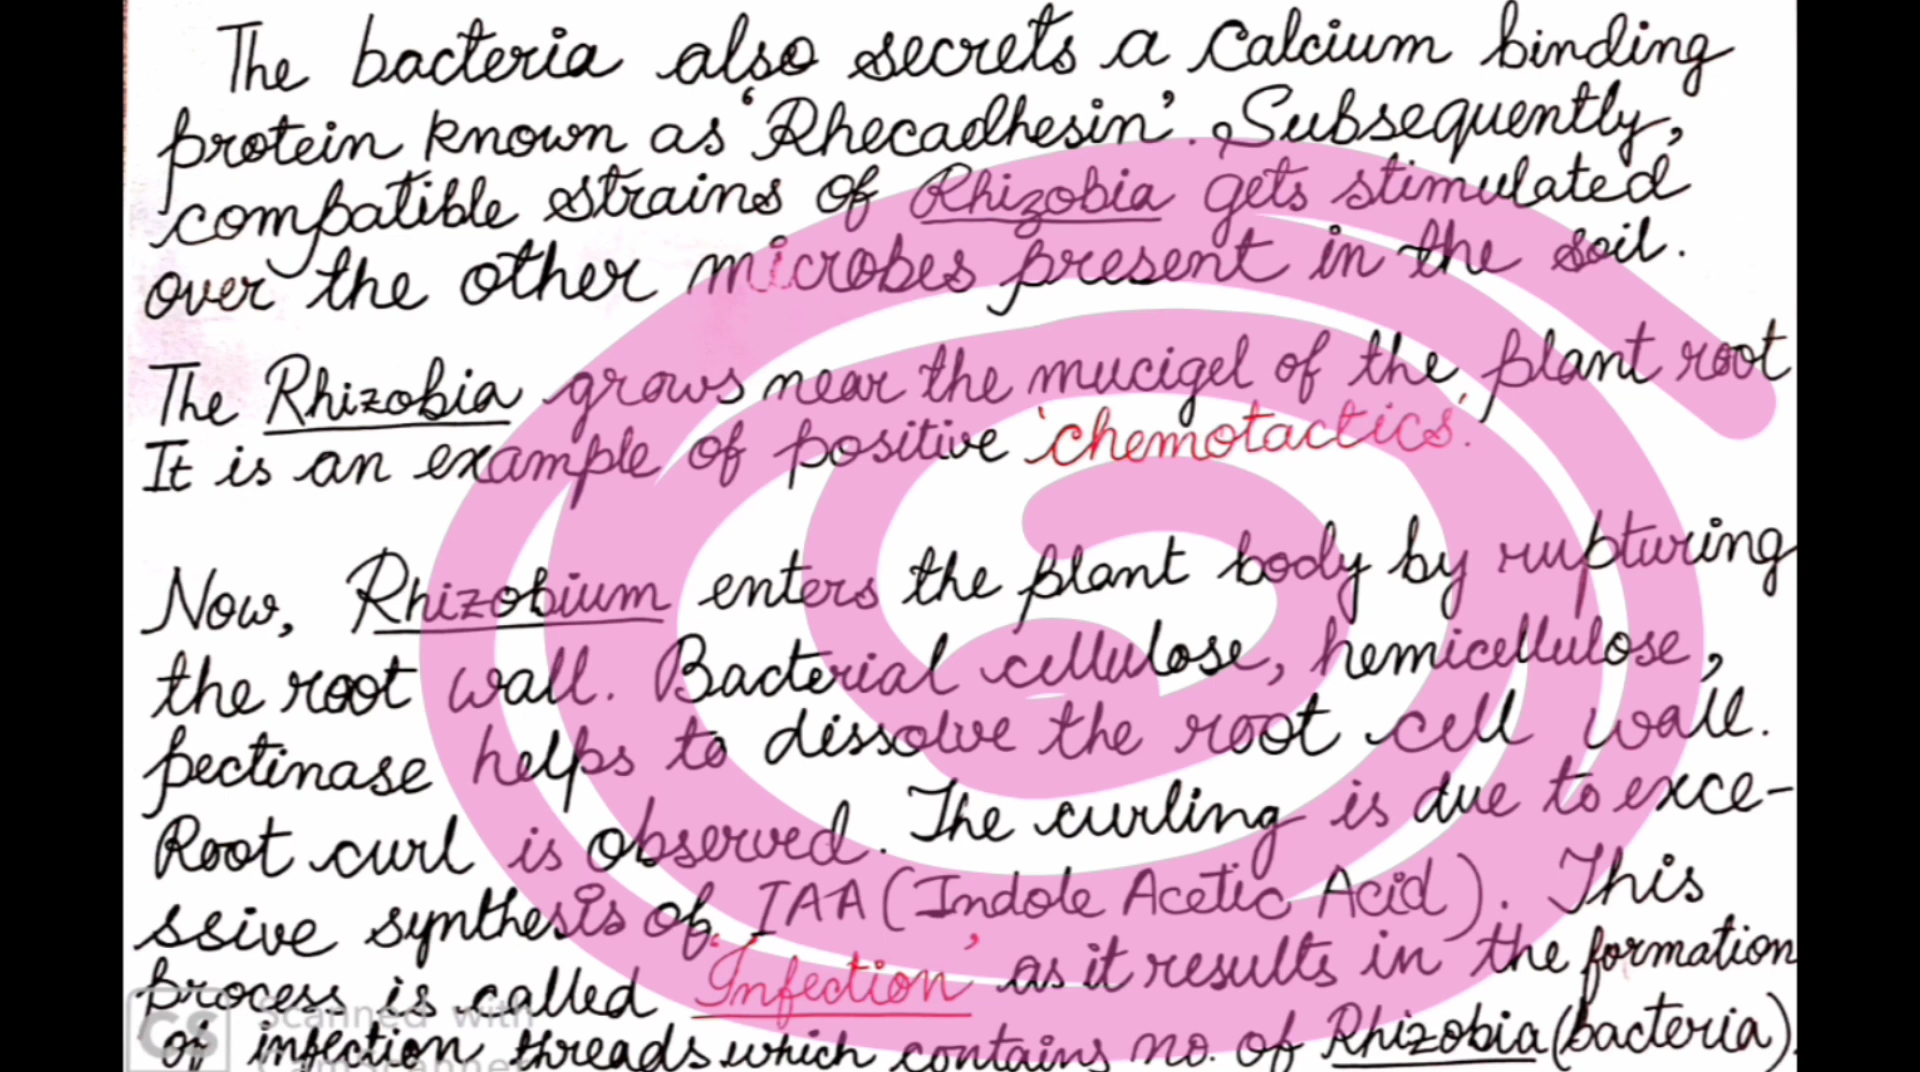 The bacteria also secrets a Calcium binding
protein known as 'Rhecadhesin'. Subsequently,
compatible strains of Rhizobia gets stimulated
over the other microbes present in the soil.
The Rhizobia grows near the mucigel of the plant root
It is an example of positive 'chemotactics'.
Now, Rhizobium enters the plant body by rupturing
the root wall. Bacterial cellulose, hemicellulose,
pectinase helps to dissolve the root cell wall.
Root curl is observed. The curling is due to exce-
ssive synthesis of IAA (Indole Acetic Acid). This
process is called 'Infection' as it results in the formation
of infection threads which contains no. of Rhizobia (bacteria).
CS Scanned with
CamScanner